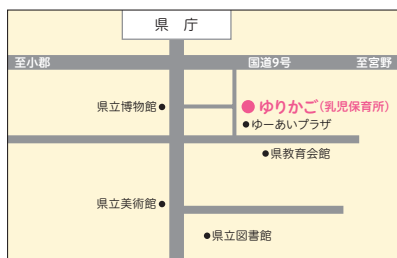 県庁
至小郡
国道9号
至宮野
県立博物館
ゆりかご(乳児保育所)
ゆーあいプラザ
県教育会館
県立美術館
県立図書館